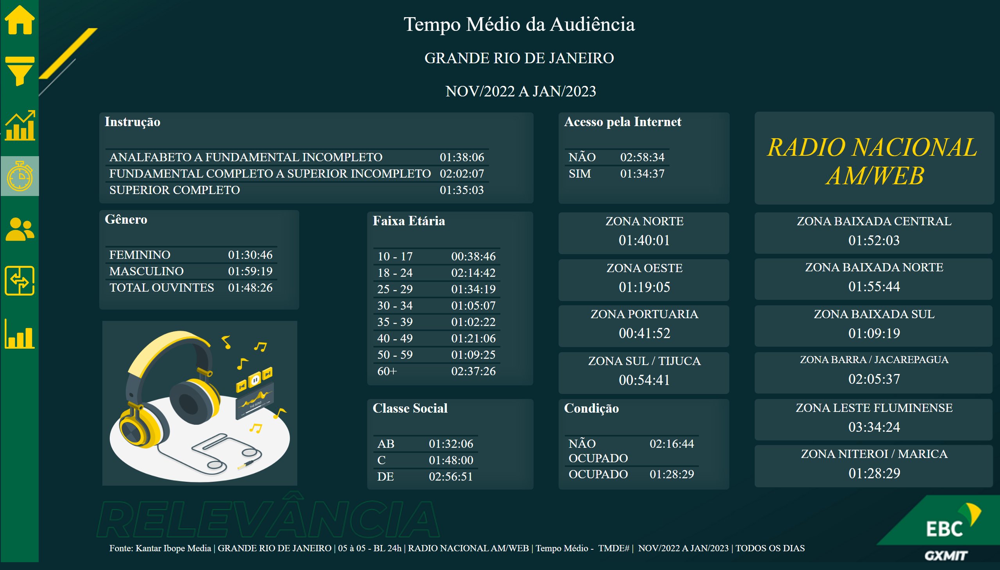 Tempo Médio da Audiência
GRANDE RIO DE JANEIRO
NOV/2022 A JAN/2023
Instrução
ANALFABETO A FUNDAMENTAL INCOMPLETO 01:38:06
FUNDAMENTAL COMPLETO A SUPERIOR INCOMPLETO 02:02:07
SUPERIOR COMPLETO 01:35:03
Acesso pela Internet
NÃO 02:58:34
SIM 01:34:37
RADIO NACIONAL
AM/WEB
Gênero
FEMININO 01:30:46
MASCULINO 01:59:19
TOTAL OUVINTES 01:48:26
Faixa Etária
10 - 17 00:38:46
18 - 24 02:14:42
25 - 29 01:34:19
30 - 34 01:05:07
35 - 39 01:02:22
40 - 49 01:21:06
50 - 59 01:09:25
60+ 02:37:26
ZONA NORTE
01:40:01
ZONA OESTE
01:19:05
ZONA PORTUARIA
00:41:52
ZONA SUL / TIJUCA
00:54:41
ZONA BAIXADA CENTRAL
01:52:03
ZONA BAIXADA NORTE
01:55:44
ZONA BAIXADA SUL
01:09:19
ZONA BARRA / JACAREPAGUA
02:05:37
ZONA LESTE FLUMINENSE
03:34:24
ZONA NITEROI / MARICA
01:28:29
THE SONG
Classe Social
AB 01:32:06
C 01:48:00
DE 02:56:51
Condição
NÃO 02:16:44
OCUPADO
OCUPADO 01:28:29
RELEVÂNCIA
EBC
Fonte: Kantar Ibope Media | GRANDE RIO DE JANEIRO | 05 à 05 - BL 24h | RADIO NACIONAL AM/WEB | Tempo Médio - TMDE# | NOV/2022 A JAN/2023 | TODOS OS DIAS
GXMIT